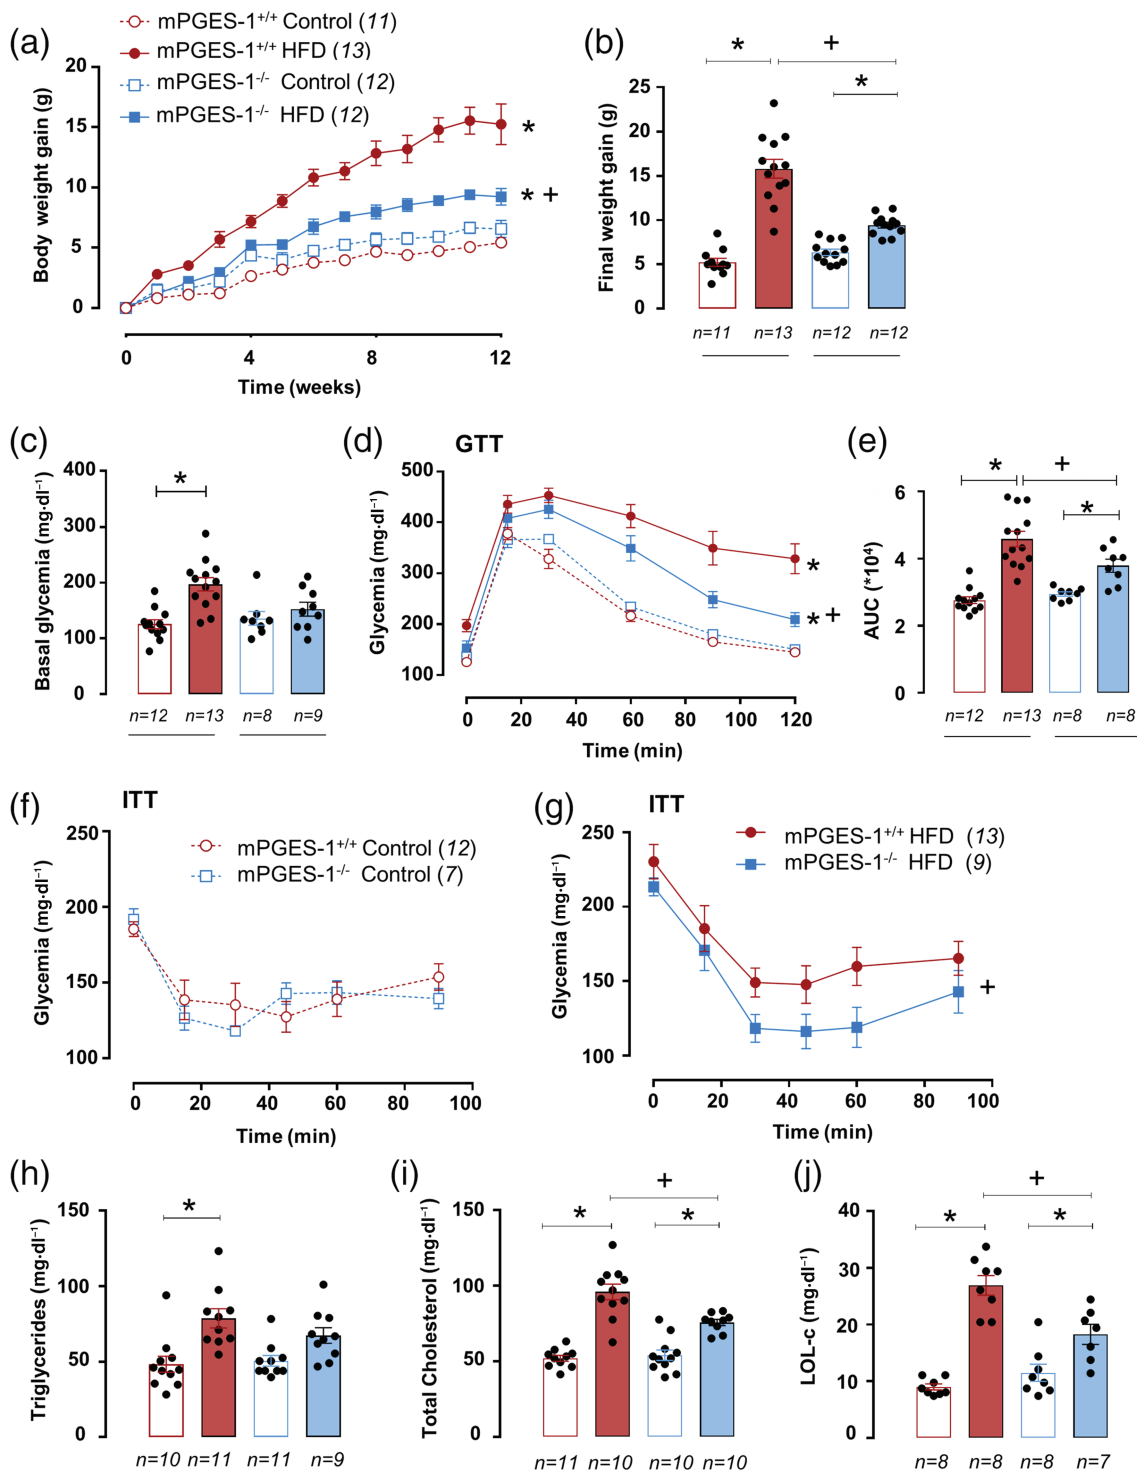 (a)
mPGES-1+/+ Control (11)
mPGES-1+/+ HFD (13)
mPGES-1-/- Control (12)
mPGES-1-/- HFD (12)
Body weight gain (g)
20
15
10
5
0
*
* +
0 4 8 12
Time (weeks)
(b)
* +
*
Final weight gain (g)
25
20
15
10
5
0
n=11 n=13 n=12 n=12
(c)
*
Basal glycemia (mg·dl−1)
400
300
200
100
0
n=12 n=13 n=8 n=9
(d) GTT
Glycemia (mg·dl−1)
500
400
300
200
100
*
* +
0 20 40 60 80 100 120
Time (min)
(e)
* +
*
AUC (*10⁴)
6
4
2
0
n=12 n=13 n=8 n=8
(f) ITT
mPGES-1+/+ Control (12)
mPGES-1-/- Control (7)
Glycemia (mg·dl−1)
250
200
150
100
0 20 40 60 80 100
Time (min)
(g) ITT
mPGES-1+/+ HFD (13)
mPGES-1-/- HFD (9)
Glycemia (mg·dl−1)
250
200
150
100
+
0 20 40 60 80 100
Time (min)
(h)
*
Triglycerides (mg·dl−1)
150
100
50
0
n=10 n=11 n=11 n=9
(i)
+
* *
Total Cholesterol (mg·dl−1)
150
100
50
0
n=11 n=10 n=10 n=10
(j)
+
* *
LOL-c (mg·dl−1)
40
30
20
10
0
n=8 n=8 n=8 n=7